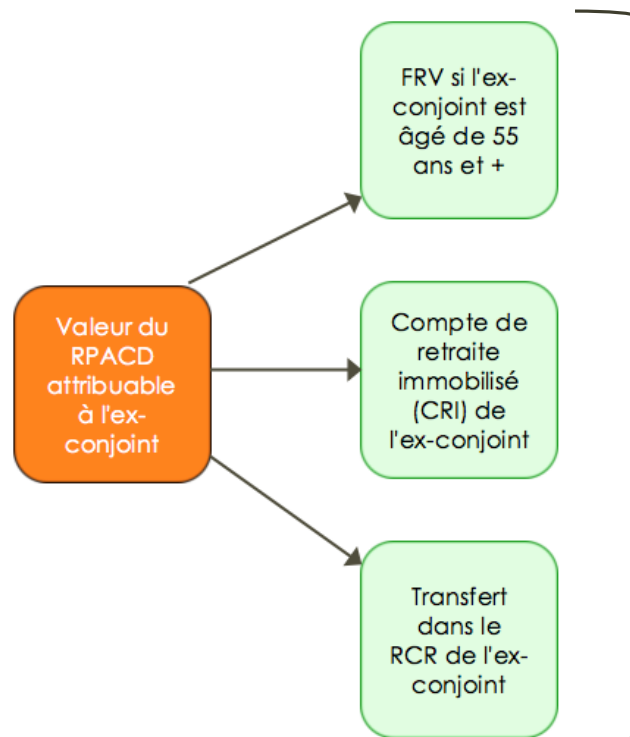 FRV si l'ex-
conjoint est
âgé de 55
ans et +
Valeur du
RPACD
attribuable
à l'ex-
conjoint
Compte de
retraite
immobilisé
(CRI) de
l'ex-conjoint
Transfert
dans le
RCR de l'ex-
conjoint